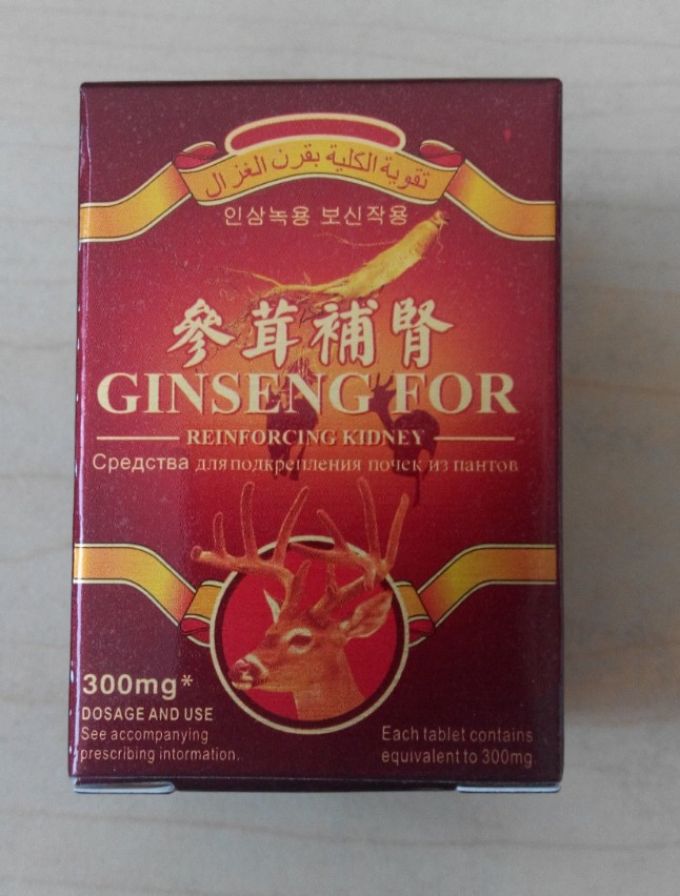 تقوية الكلية بقرن الغزال
인삼녹용 보신작용
參茸補腎
GINSENG FOR
REINFORCING KIDNEY
Средства для подкрепления почек из пантов
300mg*
DOSAGE AND USE
See accompanying
prescribing information.
Each tablet contains
equivalent to 300mg